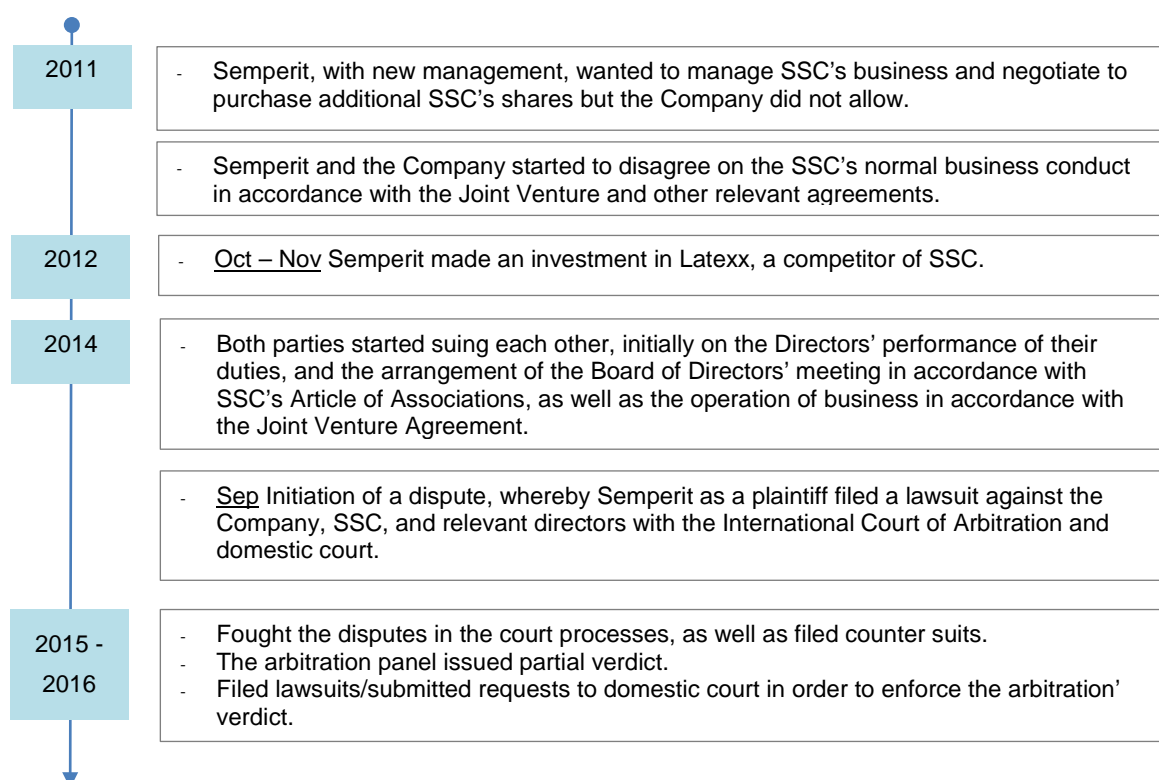 2011
- Semperit, with new management, wanted to manage SSC's business and negotiate to
purchase additional SSC's shares but the Company did not allow.
- Semperit and the Company started to disagree on the SSC's normal business conduct
in accordance with the Joint Venture and other relevant agreements.
2012
- Oct – Nov Semperit made an investment in Latexx, a competitor of SSC.
2014
- Both parties started suing each other, initially on the Directors' performance of their
duties, and the arrangement of the Board of Directors' meeting in accordance with
SSC's Article of Associations, as well as the operation of business in accordance with
the Joint Venture Agreement.
- Sep Initiation of a dispute, whereby Semperit as a plaintiff filed a lawsuit against the
Company, SSC, and relevant directors with the International Court of Arbitration and
domestic court.
2015 -
2016
- Fought the disputes in the court processes, as well as filed counter suits.
- The arbitration panel issued partial verdict.
- Filed lawsuits/submitted requests to domestic court in order to enforce the arbitration'
verdict.